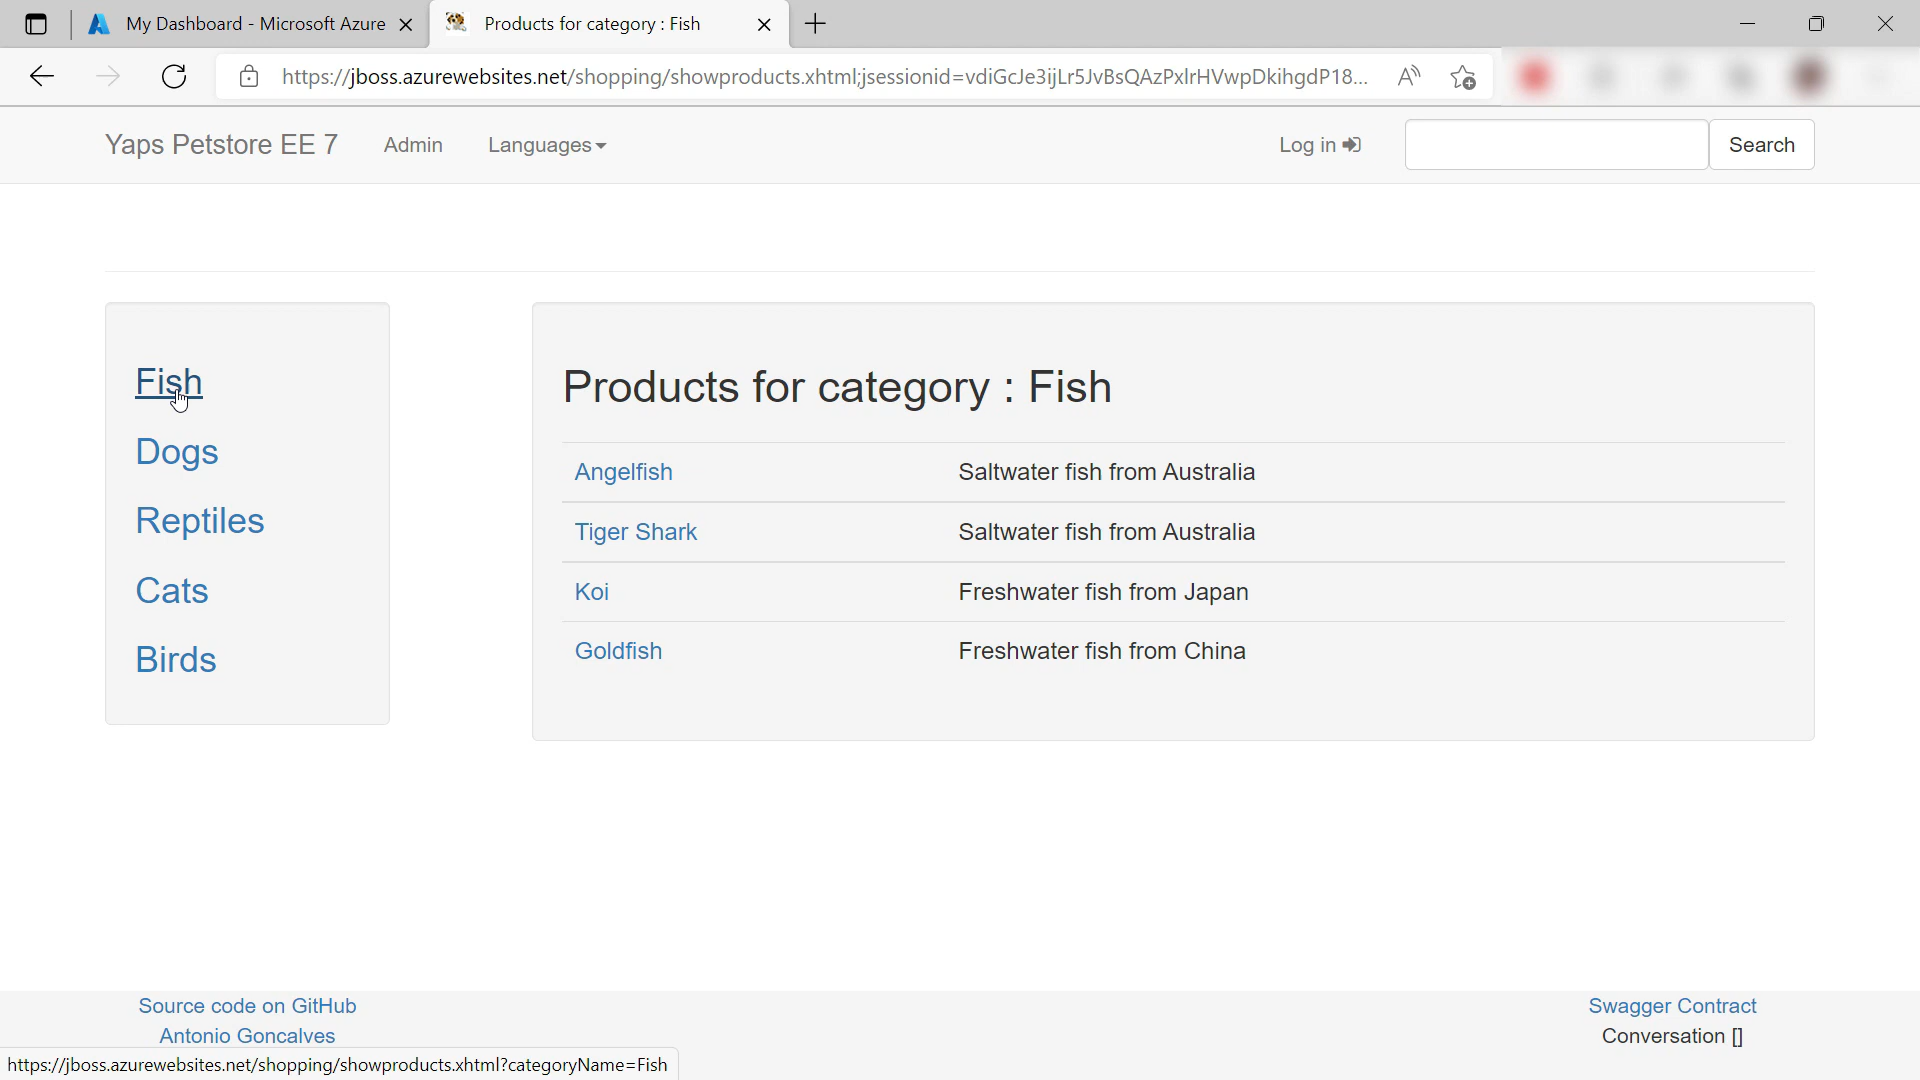 My Dashboard - Microsoft Azure
Products for category : Fish
https://jboss.azurewebsites.net/shopping/showproducts.xhtml;jsessionid=vdiGcJe3ijLr5JvBsQAzPxlrHVwpDkihgdP18...
Yaps Petstore EE 7 Admin Languages Log in Search
Fish
Dogs
Reptiles
Cats
Birds
Products for category : Fish
Angelfish Saltwater fish from Australia
Tiger Shark Saltwater fish from Australia
Koi Freshwater fish from Japan
Goldfish Freshwater fish from China
Source code on GitHub
Antonio Goncalves
Swagger Contract
Conversation []
https://jboss.azurewebsites.net/shopping/showproducts.xhtml?categoryName=Fish